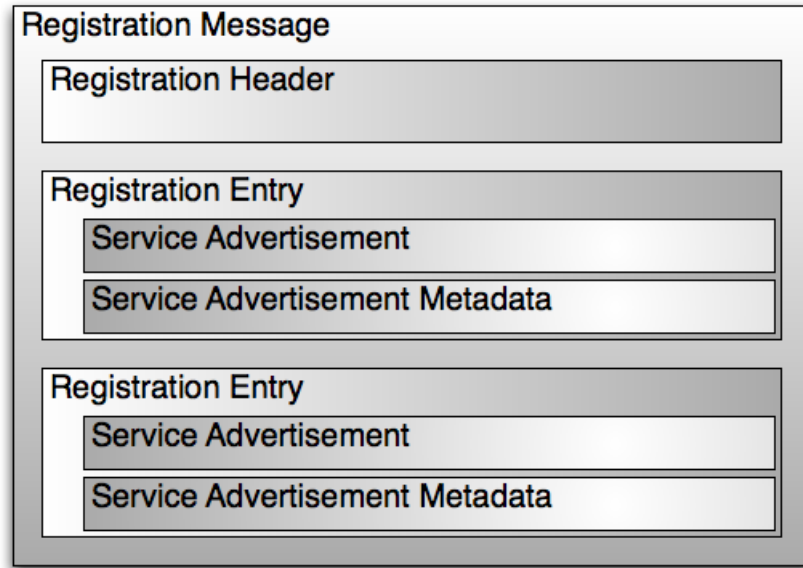 Registration Message
Registration Header
Registration Entry
Service Advertisement
Service Advertisement Metadata
Registration Entry
Service Advertisement
Service Advertisement Metadata